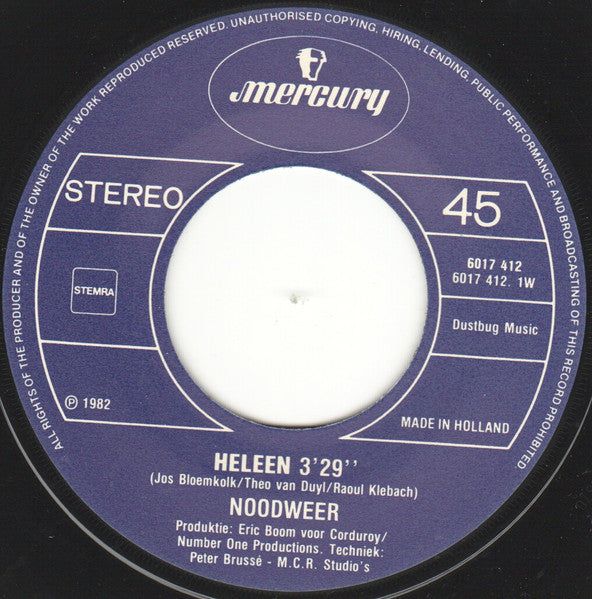 ALL RIGHTS OF THE PRODUCER AND OF THE OWNER OF THE WORK REPRODUCED RESERVED. UNAUTHORISED COPYING, HIRING, LENDING, PUBLIC PERFORMANCE AND BROADCASTING OF THIS RECORD PROHIBITED
mercury
STEREO
45
6017 412
6017 412. 1W
STEMRA
Dustbug Music
℗ 1982
MADE IN HOLLAND
HELEEN 3'29''
(Jos Bloemkolk/Theo van Duyl/Raoul Klebach)
NOODWEER
Produktie: Eric Boom voor Corduroy/
Number One Productions. Techniek:
Peter Brussé - M.C.R. Studio's